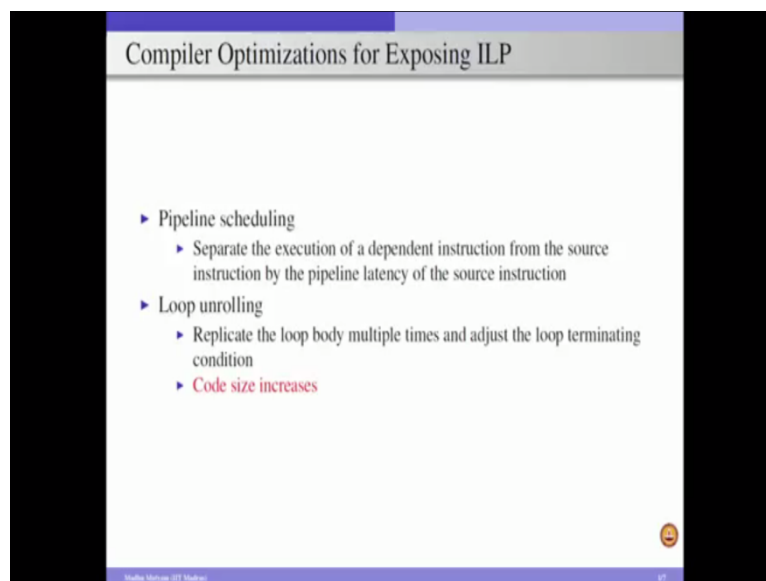 Compiler Optimizations for Exposing ILP
Pipeline scheduling
Separate the execution of a dependent instruction from the source
instruction by the pipeline latency of the source instruction
Loop unrolling
Replicate the loop body multiple times and adjust the loop terminating
condition
Code size increases